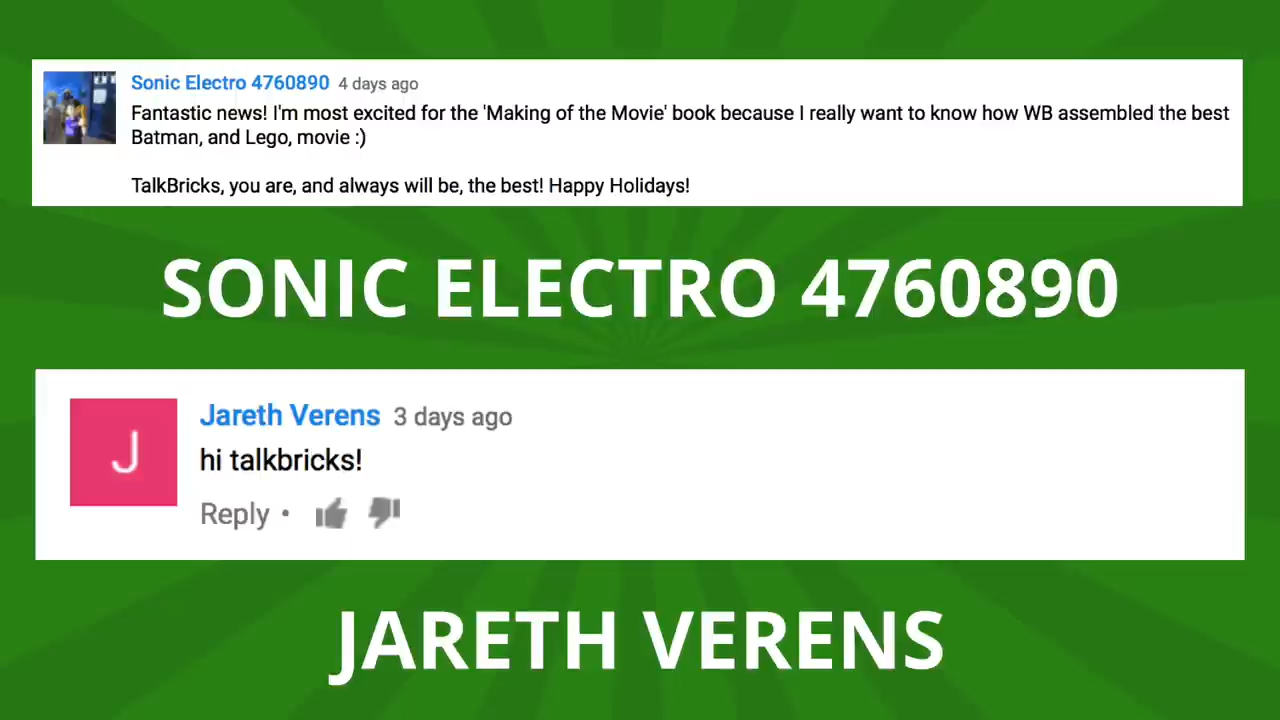 Sonic Electro 4760890 4 days ago
Fantastic news! I'm most excited for the 'Making of the Movie' book because I really want to know how WB assembled the best
Batman, and Lego, movie :)
TalkBricks, you are, and always will be, the best! Happy Holidays!
SONIC ELECTRO 4760890
J
Jareth Verens 3 days ago
hi talkbricks!
Reply •
JARETH VERENS